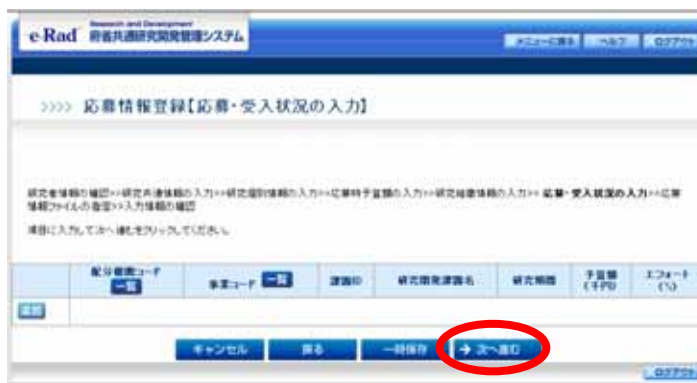 Research and Development
e-Rad 府省共通研究開発管理システム
メニューに戻る ヘルプ ログアウト
>>>> 応募情報登録【応募・受入状況の入力】
研究者情報の確認>>研究共通情報の入力>>研究個別情報の入力>>応募時予算額の入力>>研究組織情報の入力>> 応募・受入状況の入力>>応募
情報ファイルの指定>>入力情報の確認
項目に入力して次へ進むをクリックしてください。
配分機関コード 一覧 事業コード 一覧 課題ID 研究開発課題名 研究期間 予算額(千円) エフォート(%)
追加
キャンセル 戻る 一時保存 →次へ進む
ログアウト